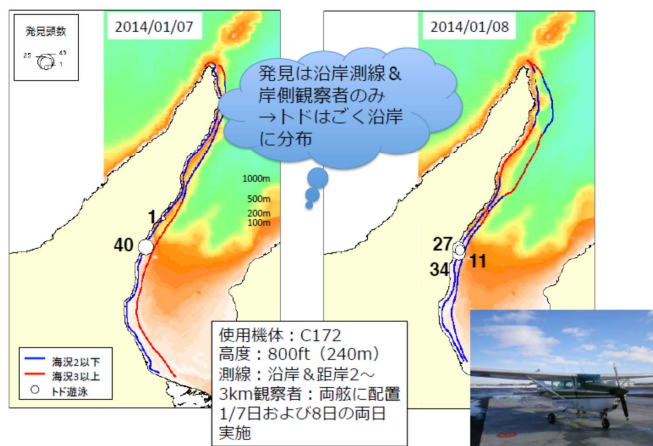 発見頭数
25
45
1
2014/01/07
2014/01/08
発見は沿岸測線＆
岸側観察者のみ
→トドはごく沿岸
に分布
1000m
500m
200m
100m
1
40
27
34
11
海況2以下
海況3以上
トド遊泳
使用機体：C172
高度：800ft（240m）
測線：沿岸＆距岸2～
3km観察者：両舷に配置
1/7日および8日の両日
実施